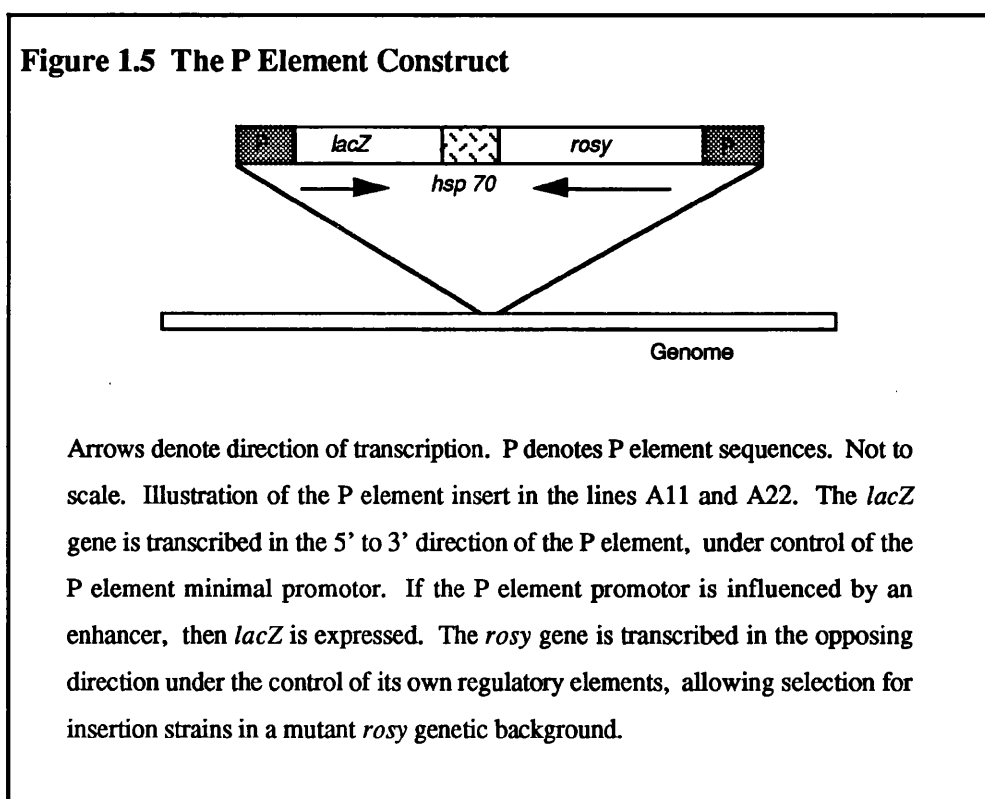 Figure 1.5 The P Element Construct
P lacZ rosy P
hsp 70
Genome
Arrows denote direction of transcription. P denotes P element sequences. Not to
scale. Illustration of the P element insert in the lines A11 and A22. The lacZ
gene is transcribed in the 5' to 3' direction of the P element, under control of the
P element minimal promotor. If the P element promotor is influenced by an
enhancer, then lacZ is expressed. The rosy gene is transcribed in the opposing
direction under the control of its own regulatory elements, allowing selection for
insertion strains in a mutant rosy genetic background.